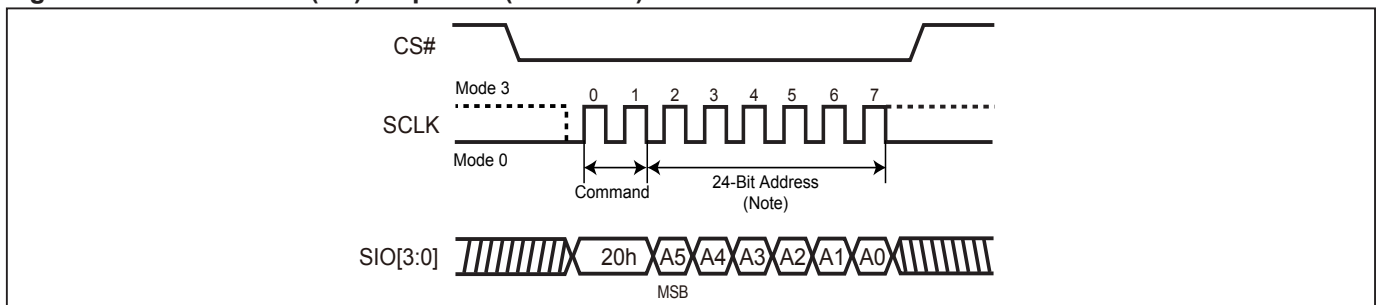 CS#
Mode 3
0 1 2 3 4 5 6 7
SCLK
Mode 0
Command
24-Bit Address
(Note)
SIO[3:0]
20h A5 A4 A3 A2 A1 A0
MSB